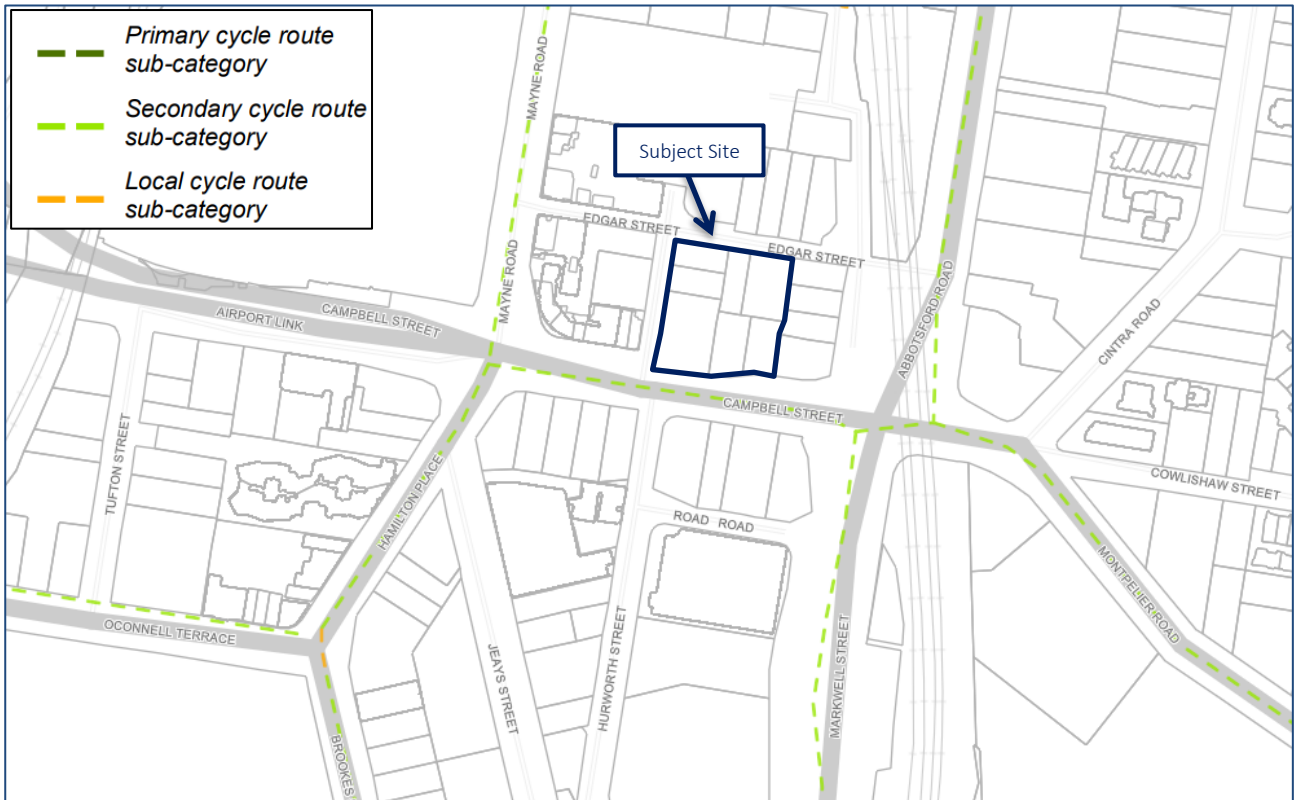 Primary cycle route
sub-category
Secondary cycle route
sub-category
Local cycle route
sub-category
MAYNE ROAD
Subject Site
EDGAR STREET
EDGAR STREET
MAYNE ROAD
CAMPBELL STREET
AIRPORT LINK
ABBOTSFORD ROAD
CINTRA ROAD
CAMPBELL STREET
TUFTON STREET
HAMILTON PLACE
COWLISHAW STREET
ROAD ROAD
MONTPELIER ROAD
OCONNELL TERRACE
JEAYS STREET
HURWORTH STREET
MARKWELL STREET
BROOKES